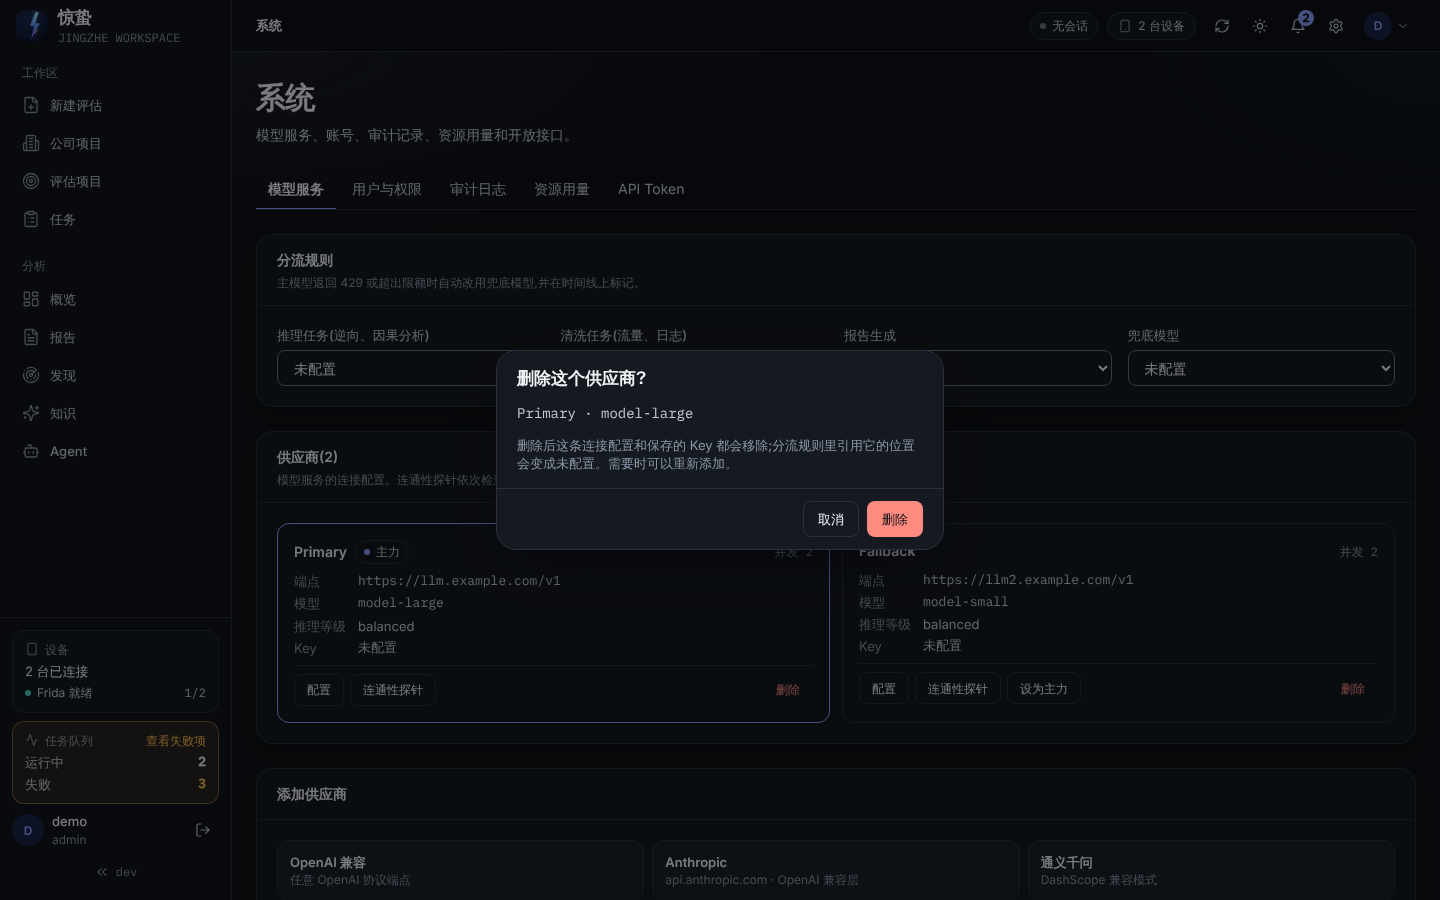 惊蛰
JINGZHE WORKSPACE
工作区
新建评估
公司项目
评估项目
任务
分析
概览
报告
发现
知识
Agent
设备
2 台已连接
Frida 就绪 1/2
任务队列 查看失败项
运行中 2
失败 3
D
demo
admin
dev
系统
无会话
2 台设备
2
D
系统
模型服务、账号、审计记录、资源用量和开放接口。
模型服务 用户与权限 审计日志 资源用量 API Token
分流规则
主模型返回 429 或超出限额时自动改用兜底模型,并在时间线上标记。
推理任务(逆向、因果分析) 清洗任务(流量、日志) 报告生成 兜底模型
未配置 未配置
删除这个供应商?
Primary · model-large
删除后这条连接配置和保存的 Key 都会移除;分流规则里引用它的位置
会变成未配置。需要时可以重新添加。
取消 删除
供应商(2)
模型服务的连接配置。连通性探针依次检
Primary 主力 并发 2
端点 https://llm.example.com/v1
模型 model-large
推理等级 balanced
Key 未配置
配置 连通性探针 删除
Fallback 并发 2
端点 https://llm2.example.com/v1
模型 model-small
推理等级 balanced
Key 未配置
配置 连通性探针 设为主力 删除
添加供应商
OpenAI 兼容
任意 OpenAI 协议端点
Anthropic
api.anthropic.com · OpenAI 兼容层
通义千问
DashScope 兼容模式